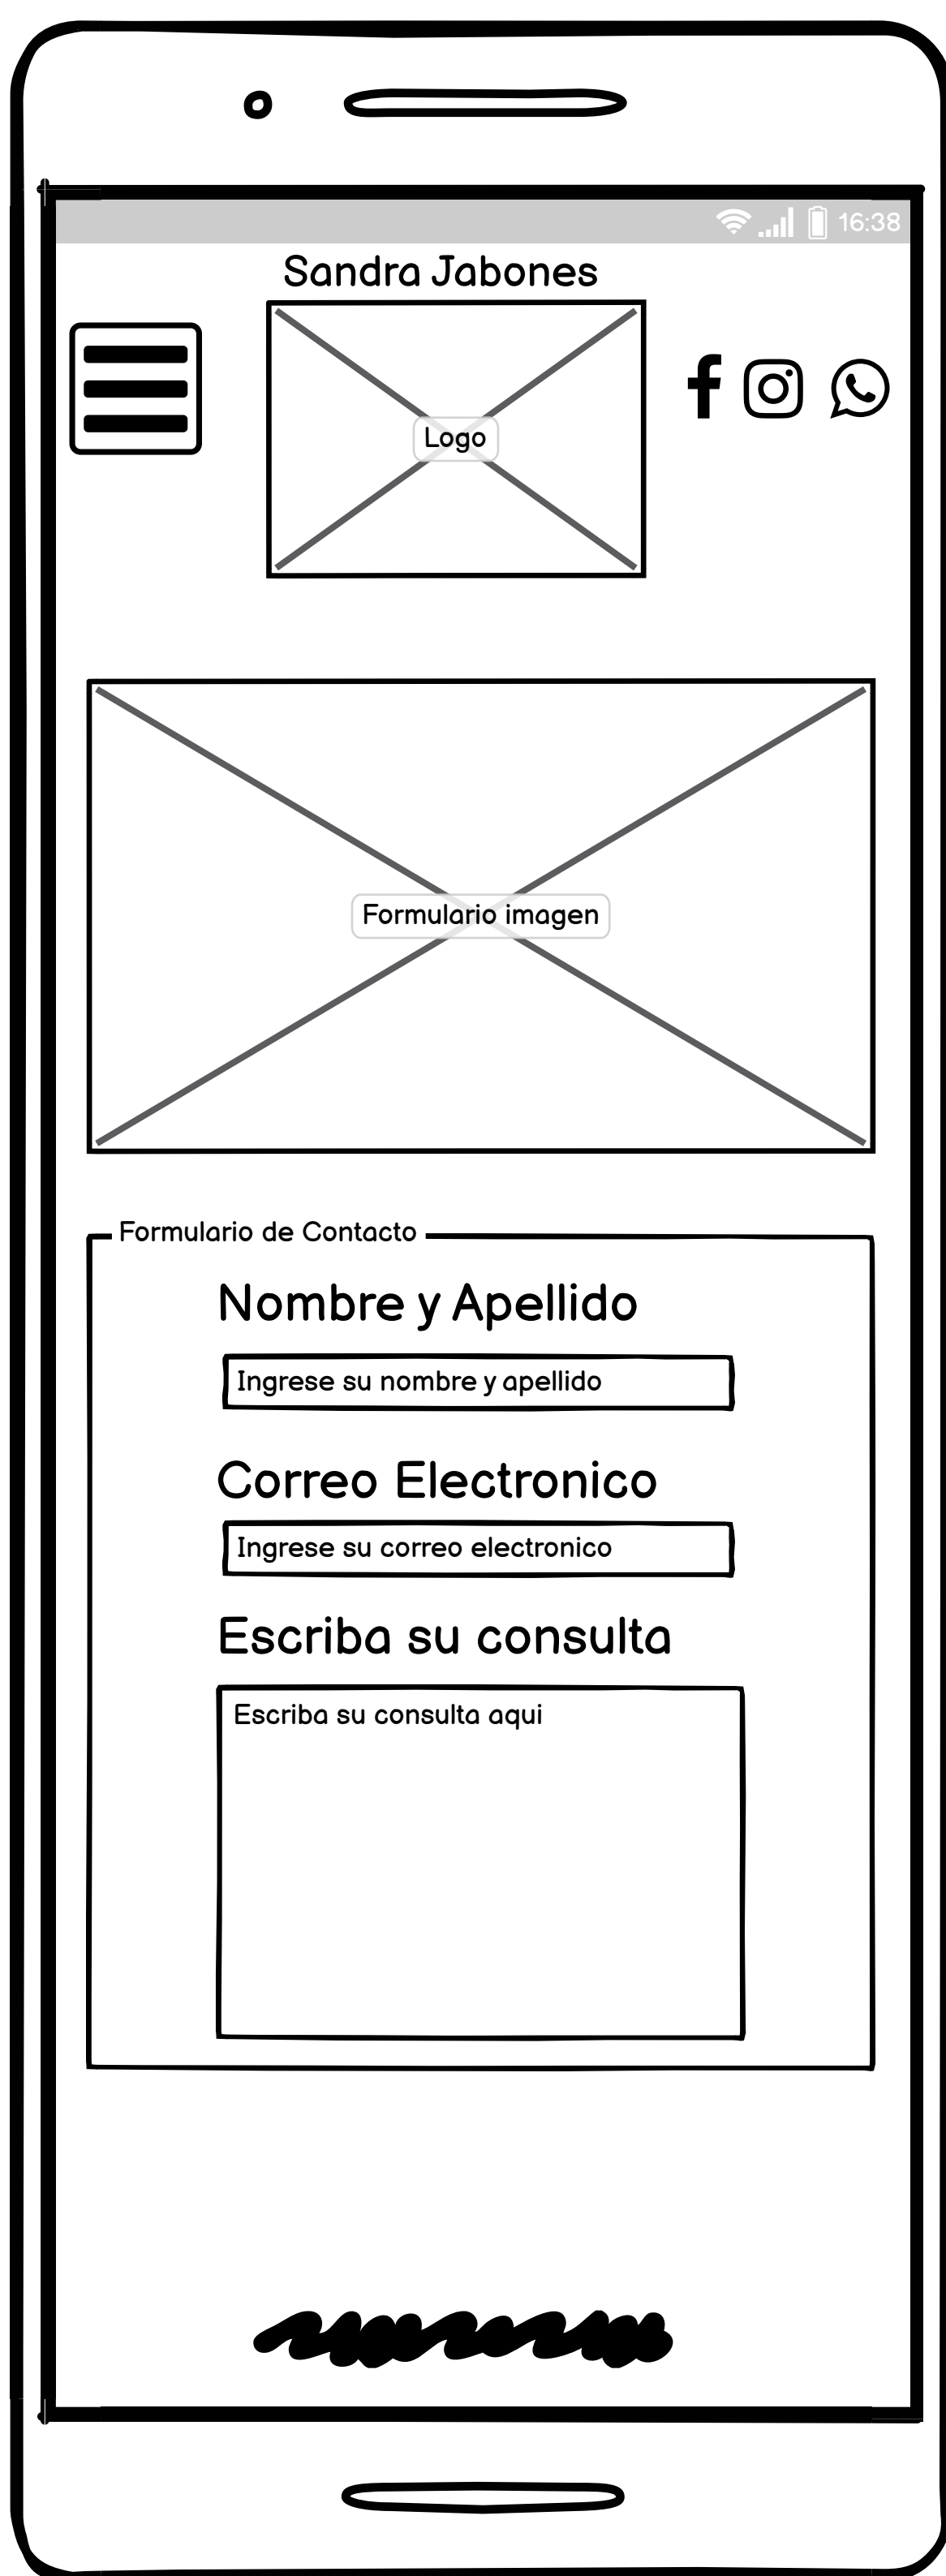 16:38
Sandra Jabones
Logo
Formulario imagen
Formulario de Contacto
Nombre y Apellido
Ingrese su nombre y apellido
Correo Electronico
Ingrese su correo electronico
Escriba su consulta
Escriba su consulta aqui